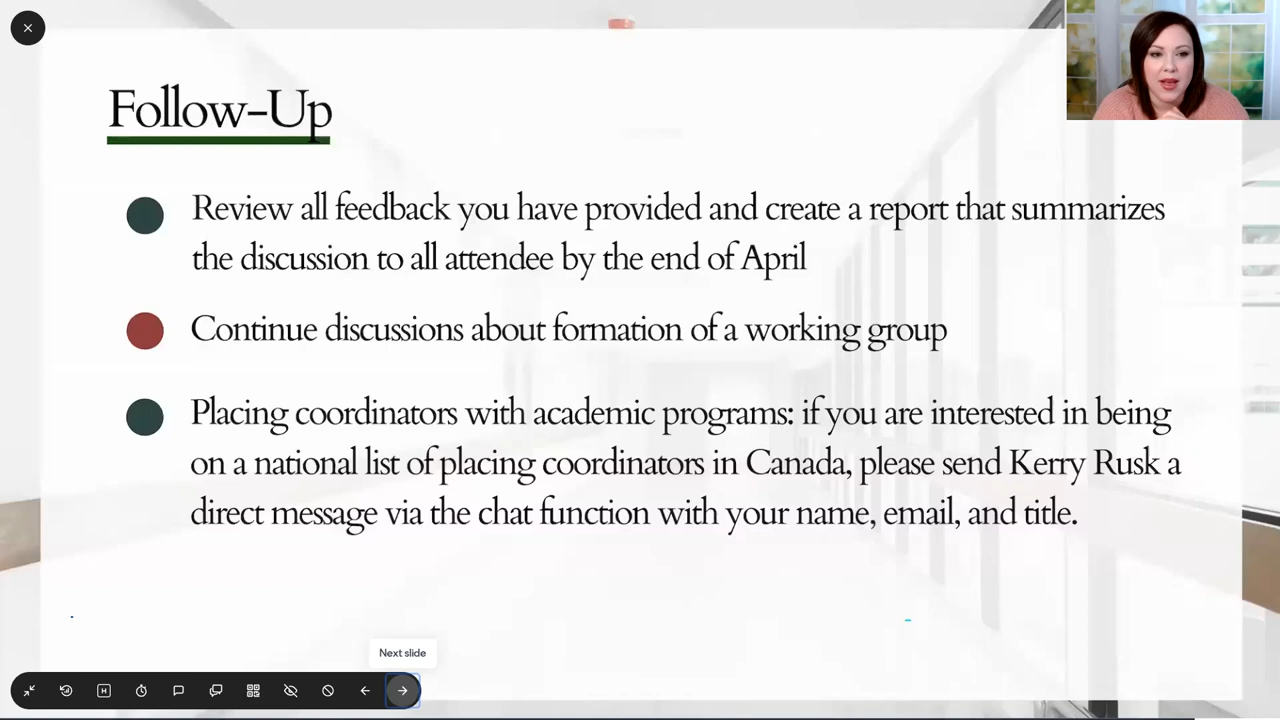 Follow-Up
Review all feedback you have provided and create a report that summarizes
the discussion to all attendee by the end of April
Continue discussions about formation of a working group
Placing coordinators with academic programs: if you are interested in being
on a national list of placing coordinators in Canada, please send Kerry Rusk a
direct message via the chat function with your name, email, and title.
Next slide
H